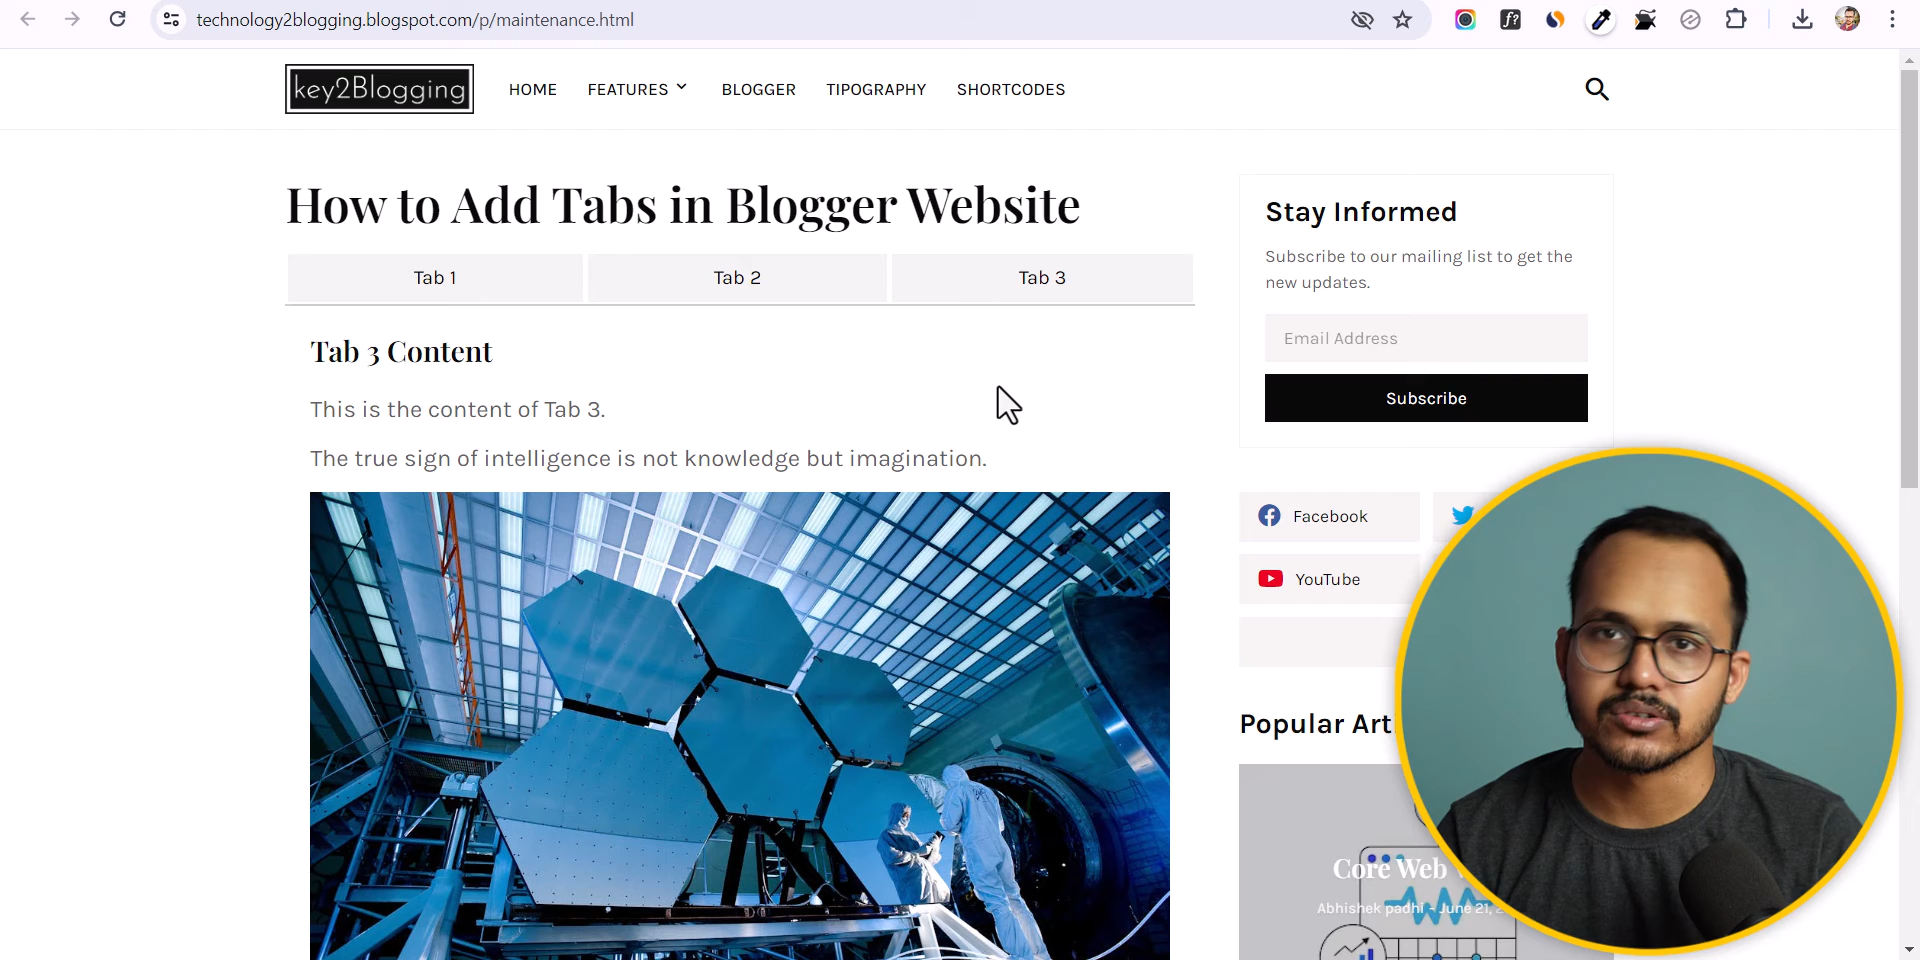 technology2blogging.blogspot.com/p/maintenance.html
f?
key2Blogging
HOME
FEATURES
BLOGGER
TIPOGRAPHY
SHORTCODES
How to Add Tabs in Blogger Website
Tab 1
Tab 2
Tab 3
Tab 3 Content
This is the content of Tab 3.
The true sign of intelligence is not knowledge but imagination.
Stay Informed
Subscribe to our mailing list to get the
new updates.
Email Address
Subscribe
Facebook
YouTube
Popular
Core Web
Abhishek padhi - June 21,